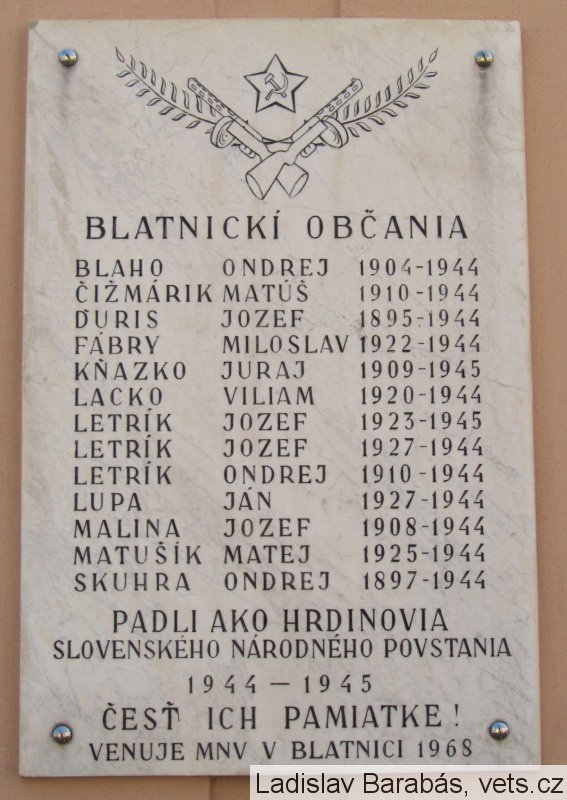 BLATNICKÍ OBČANIA
BLAHO ONDREJ 1904-1944
ČIŽMÁRIK MATÚŠ 1910-1944
ĎURIS JOZEF 1895-1944
FÁBRY MILOSLAV 1922-1944
KŇAZKO JURAJ 1909-1945
LACKO VILIAM 1920-1944
LETRÍK JOZEF 1923-1945
LETRÍK JOZEF 1927-1944
LETRÍK ONDREJ 1910-1944
LUPA JÁN 1927-1944
MALINA JOZEF 1908-1944
MATUŠÍK MATEJ 1925-1944
SKUHRA ONDREJ 1897-1944
PADLI AKO HRDINOVIA
SLOVENSKÉHO NÁRODNÉHO POVSTANIA
1944 – 1945
ČESŤ ICH PAMIATKE!
VENUJE MNV V BLATNICI 1968
Ladislav Barabás, vets.cz